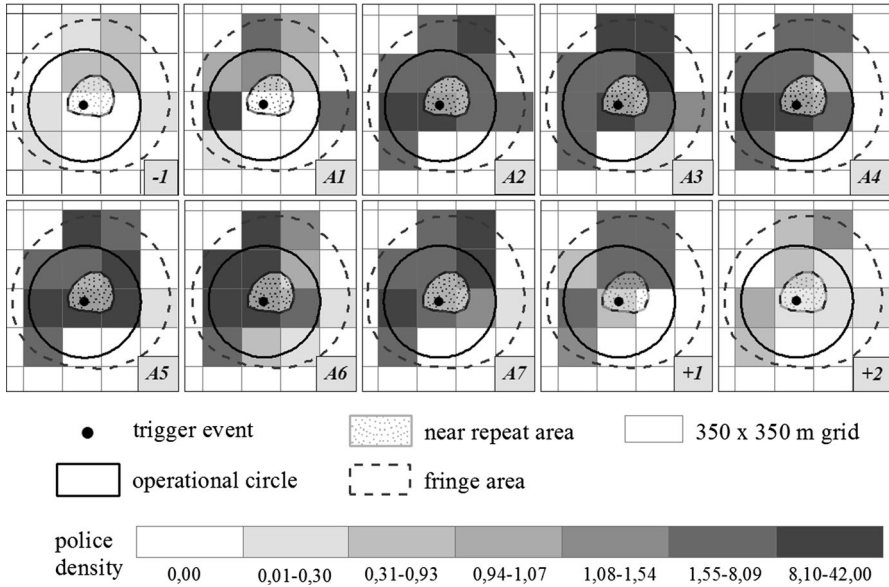 -1 A1 A2 A3 A4
A5 A6 A7 +1 +2
trigger event near repeat area 350 x 350 m grid
operational circle fringe area
police
density
0,00 0,01-0,30 0,31-0,93 0,94-1,07 1,08-1,54 1,55-8,09 8,10-42,00